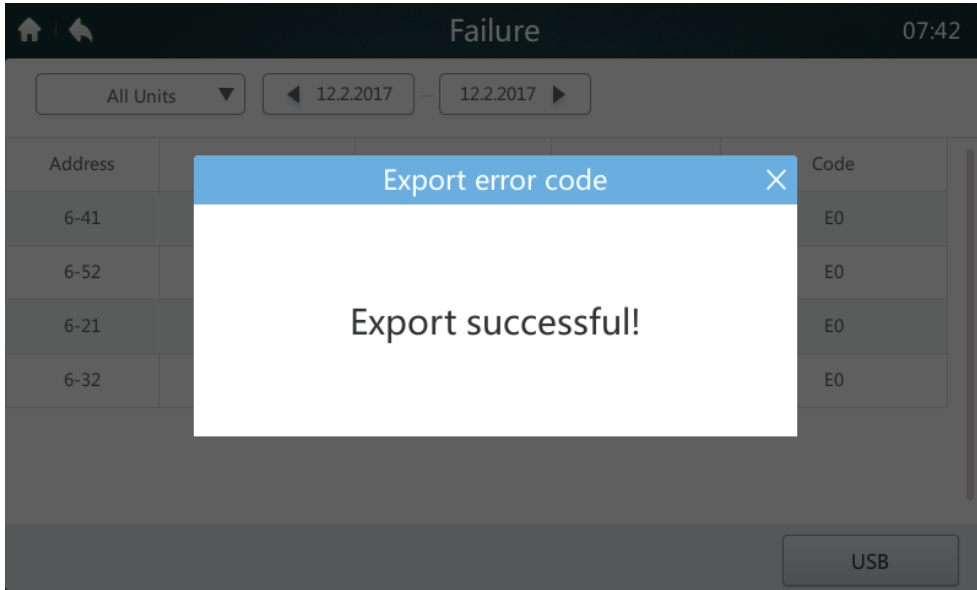 Failure 07:42
All Units 12.2.2017 – 12.2.2017
Address Code
Export error code
6-41 E0
6-52 E0
Export successful!
6-21 E0
6-32 E0
USB